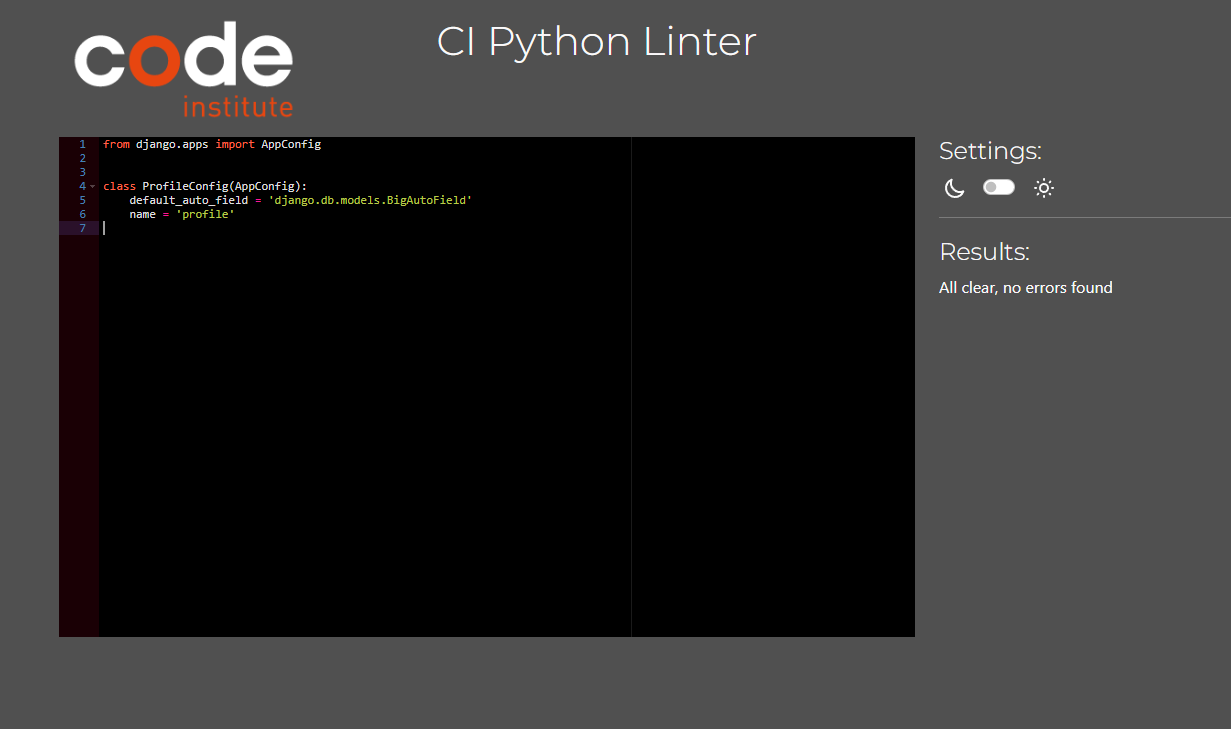 code
institute
CI Python Linter
1 from django.apps import AppConfig
2
3
4 class ProfileConfig(AppConfig):
5     default_auto_field = 'django.db.models.BigAutoField'
6     name = 'profile'
7
Settings:
Results:
All clear, no errors found